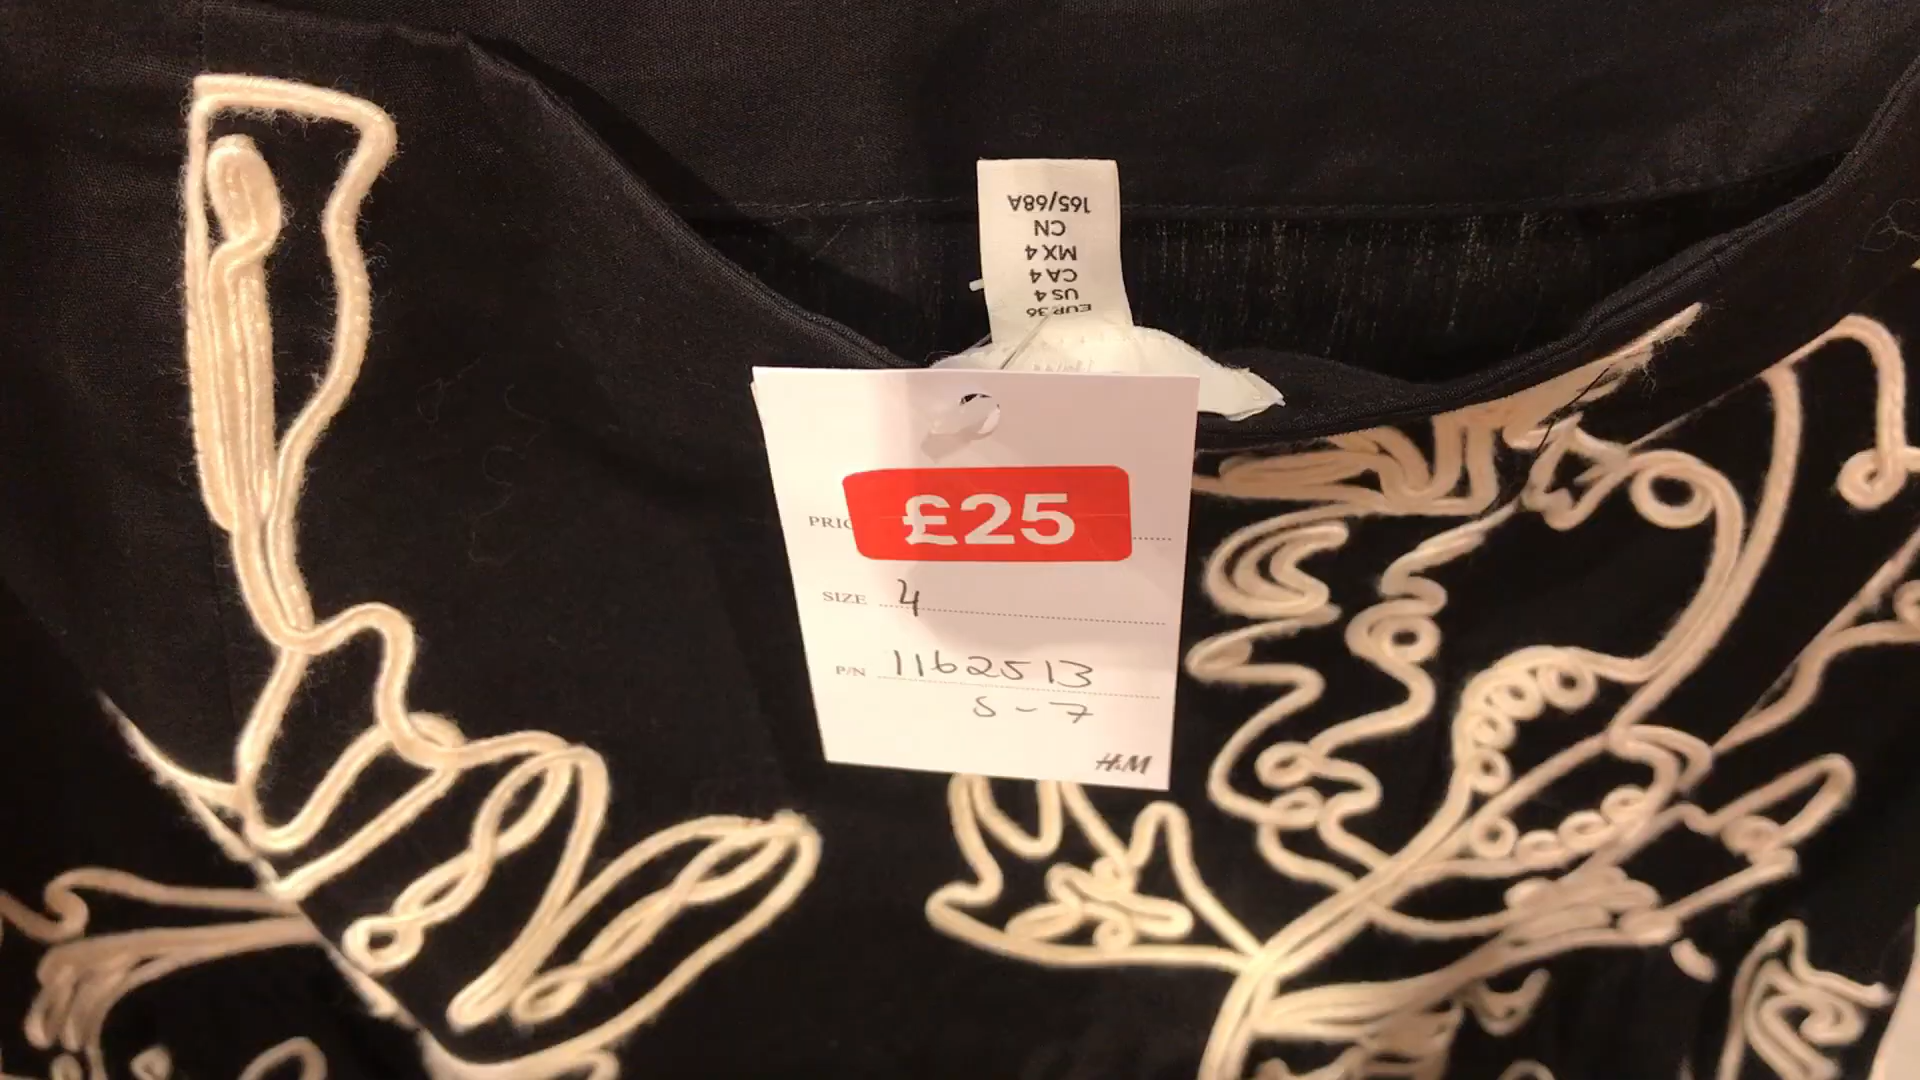 165/68A
CN
MX 4
CA 4
US 4
EUR 36
PRIC
£25
SIZE 4
P/N 1162513
S-7
H&M